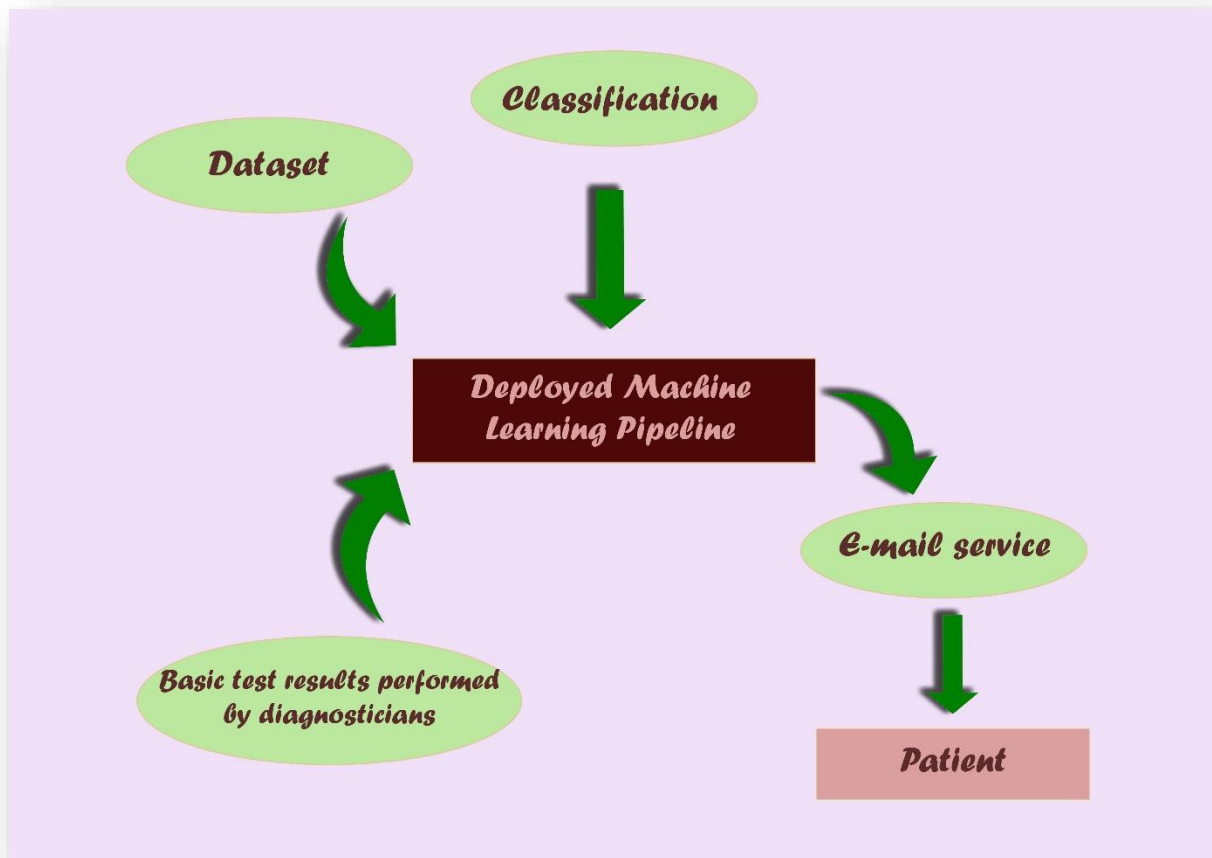 Classification
Dataset
Deployed Machine
Learning Pipeline
E-mail service
Basic test results performed
by diagnosticians
Patient